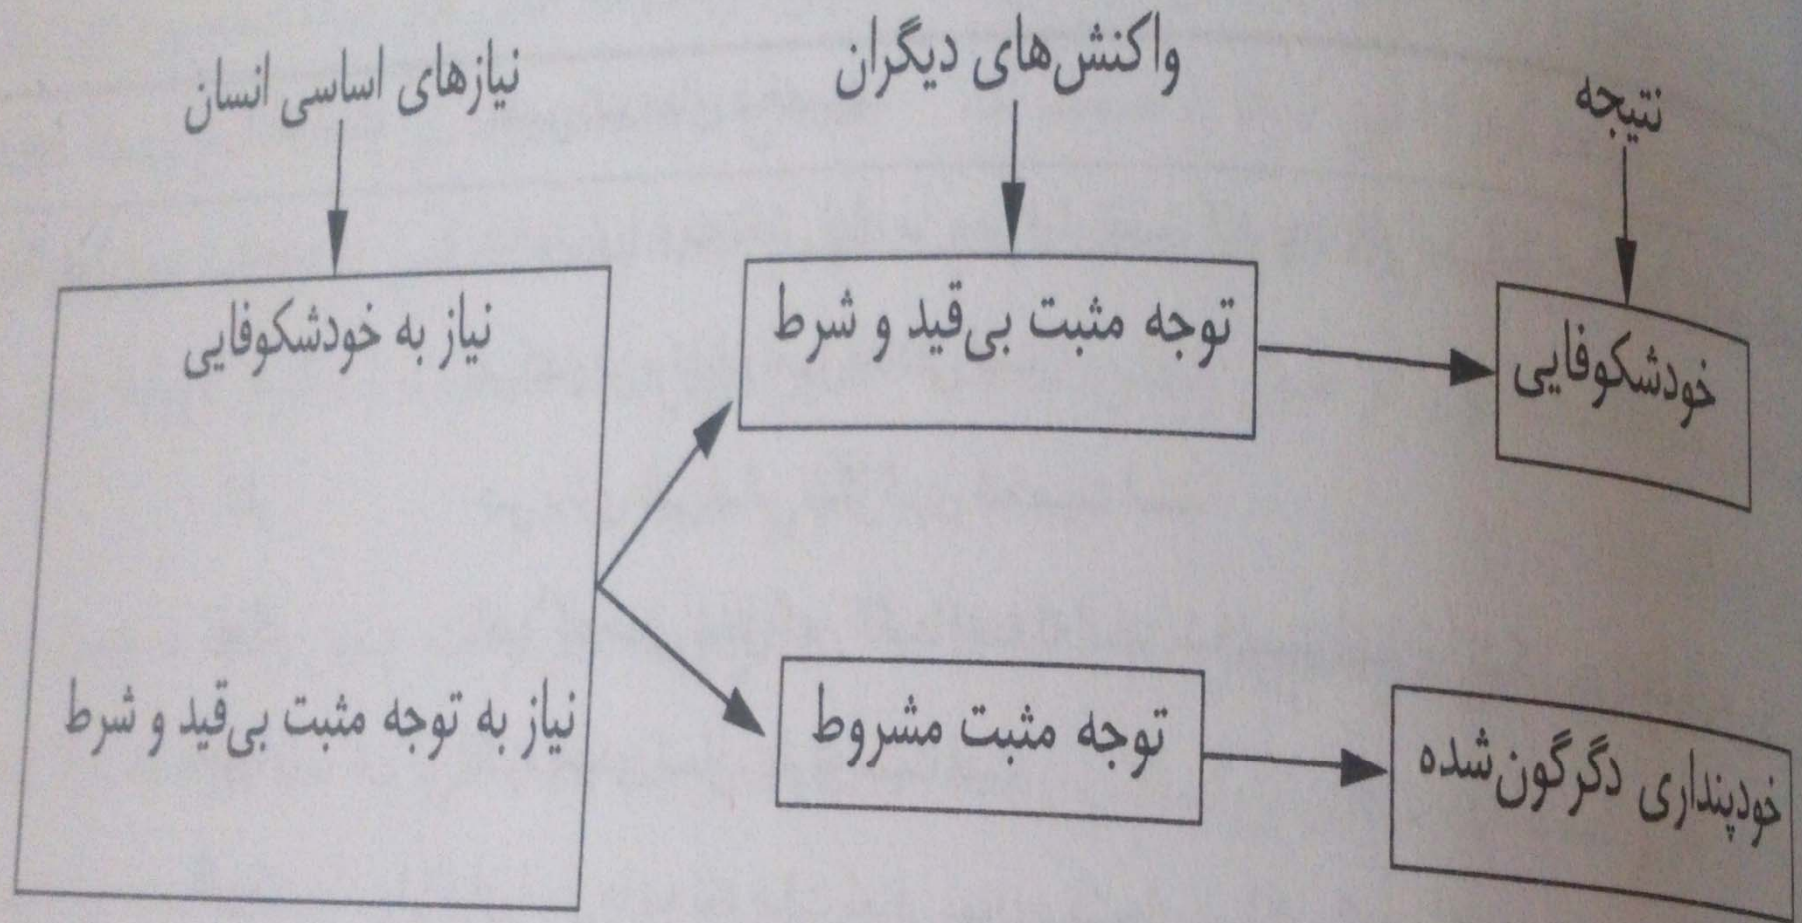 نیازهای اساسی انسان
واکنش‌های دیگران
نتیجه
نیاز به خودشکوفایی
نیاز به توجه مثبت بی‌قید و شرط
توجه مثبت بی‌قید و شرط
خودشکوفایی
توجه مثبت مشروط
خودپنداری دگرگون‌شده